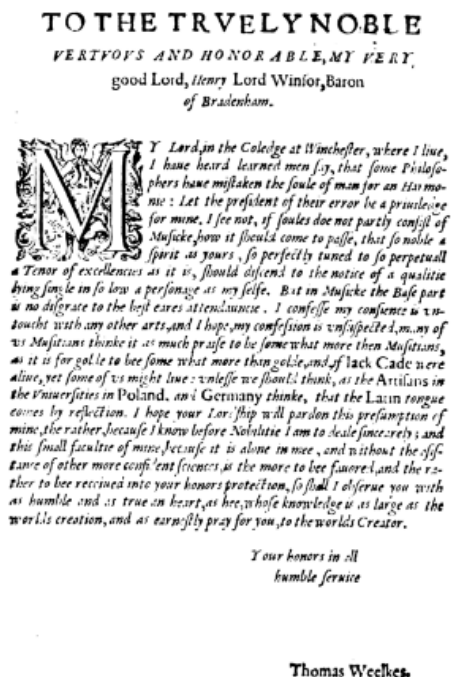 TO THE TRVELY NOBLE
VERTVOVS AND HONORABLE, MY VERY
good Lord, Henry Lord Winsor, Baron
of Bradenham.
MY Lord, in the Coledge at Winchester, where I liue,
I haue heard learned men say, that some Philoso-
phers haue mistaken the soule of man for an Harmo-
nie: Let the president of their error be a priuiledge
for mine, I see not, if soules doe not partly consist of
Musicke, how it should come to passe, that so noble a
spirit as yours, so perfectly tuned to so perpetuall
a Tenor of excellencies as it is, should discend to the notice of a qualitie
lying single in so low a personage as my selfe. But in Musicke the Base part
is no disgrace to the best eares attendauncie. I confesse my consience is vn-
toucht with any other arts, and I hope, my confession is vnsuspected, many of
vs Musitians thinke it as much praise to be somewhat more then Musitians,
as it is for golde to bee some what more than golde, and if Iack Cade were
aliue, yet some of vs might liue: vnlesse we should think, as the Artisans in
the Vniuersities in Poland, and Germany thinke, that the Latin tongue
comes by reflection. I hope your Lordship will pardon this presumption of
mine, the rather, because I know before Nobilitie I am to deale sincerely; and
this small facultie of mine, because it is alone in mee, and without the assis-
tance of other more confident sciences, is the more to bee fauored, and the ra-
ther to bee receiued into your honors protection, so shall I obserue you with
as humble and as true an heart, as hee, whose knowledge is as large as the
worlds creation, and as earnestly pray for you, to the worlds Creator.
Your honors in all
humble seruice
Thomas Weelkes.